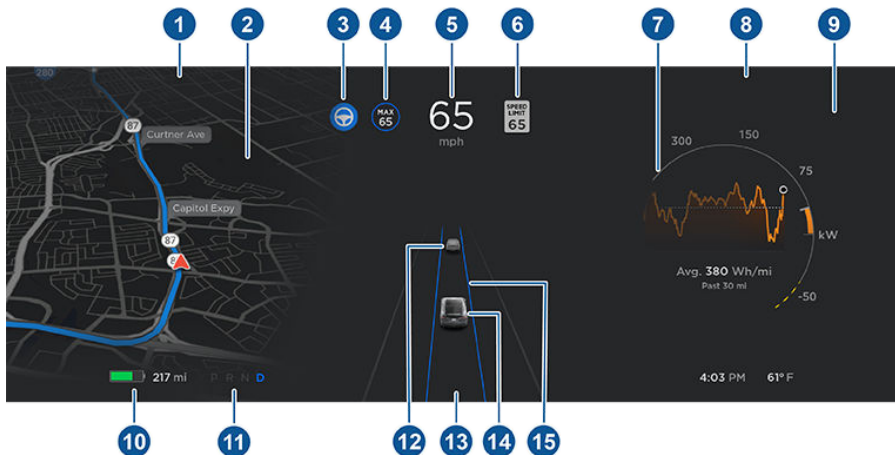 1 2 3 4 5 6 7 8 9
280
MAX
65
65
mph
SPEED
LIMIT
65
87
Curtner Ave
Capitol Expy
87
8
300 150 75
kW
-50
Avg. 380 Wh/mi
Past 30 mi
217 mi P R N D
4:03 PM 61° F
10 11 12 13 14 15